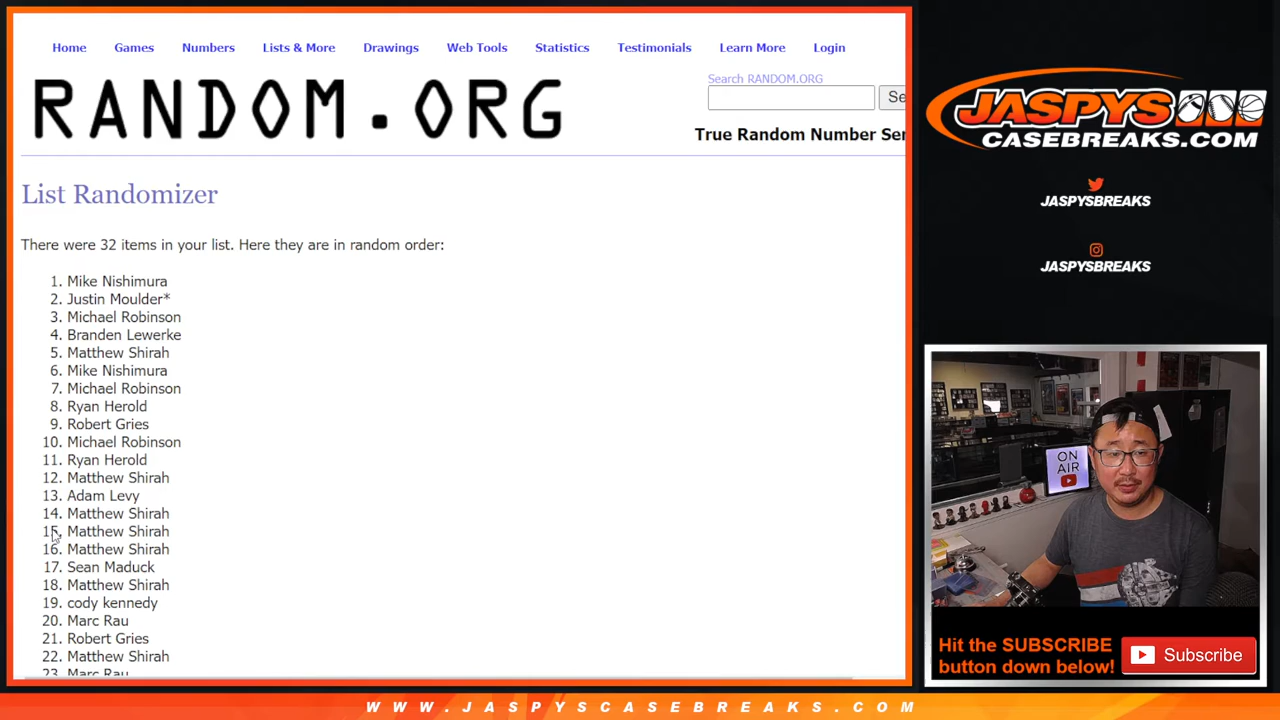 Home Games Numbers Lists & More Drawings Web Tools Statistics Testimonials Learn More Login
RANDOM.ORG
Search RANDOM.ORG
Se
True Random Number Ser
List Randomizer
There were 32 items in your list. Here they are in random order:
1. Mike Nishimura
2. Justin Moulder*
3. Michael Robinson
4. Branden Lewerke
5. Matthew Shirah
6. Mike Nishimura
7. Michael Robinson
8. Ryan Herold
9. Robert Gries
10. Michael Robinson
11. Ryan Herold
12. Matthew Shirah
13. Adam Levy
14. Matthew Shirah
15. Matthew Shirah
16. Matthew Shirah
17. Sean Maduck
18. Matthew Shirah
19. cody kennedy
20. Marc Rau
21. Robert Gries
22. Matthew Shirah
23. Marc Rau
JASPYS
CASEBREAKS.COM
JASPYSBREAKS
JASPYSBREAKS
ON
AIR
Hit the SUBSCRIBE
button down below!
Subscribe
WWW.JASPYSCASEBREAKS.COM